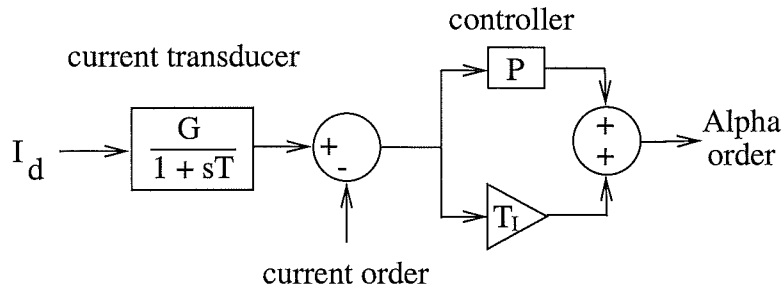 controller
current transducer
P
G
1 + sT
I d
+
-
+
+
Alpha
order
T I
current order